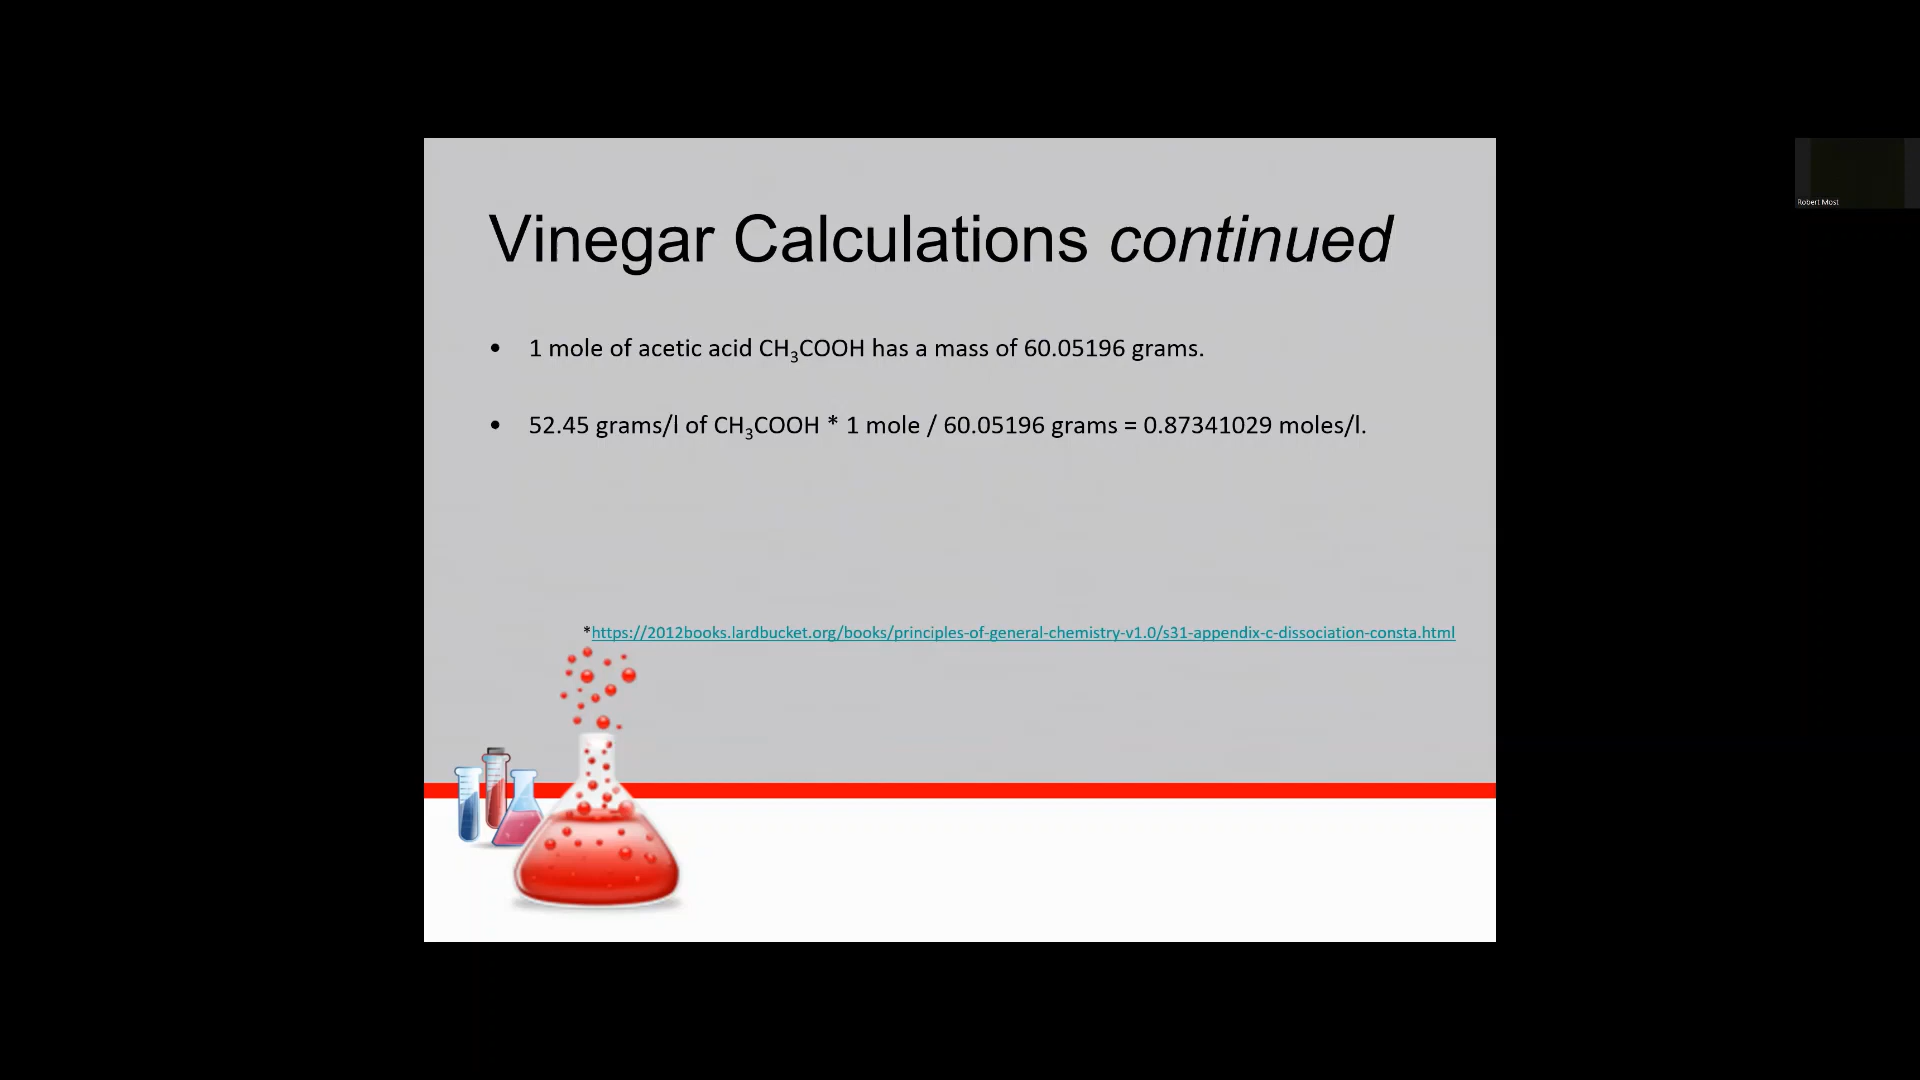 Vinegar Calculations continued
• 1 mole of acetic acid CH₃COOH has a mass of 60.05196 grams.
• 52.45 grams/l of CH₃COOH * 1 mole / 60.05196 grams = 0.87341029 moles/l.
*https://2012books.lardbucket.org/books/principles-of-general-chemistry-v1.0/s31-appendix-c-dissociation-consta.html
Robert Most